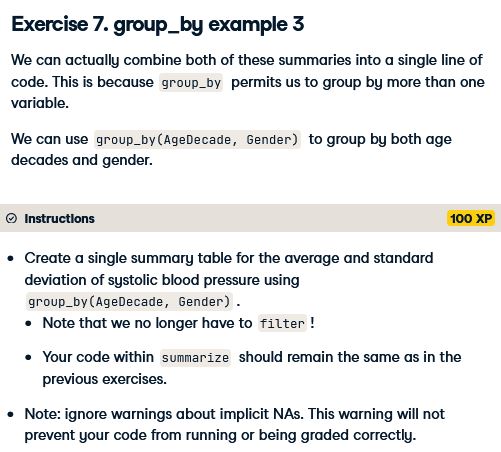 Exercise 7. group_by example 3
We can actually combine both of these summaries into a single line of
code. This is because group_by permits us to group by more than one
variable.
We can use group_by(AgeDecade, Gender) to group by both age
decades and gender.
Instructions
100 XP
• Create a single summary table for the average and standard
deviation of systolic blood pressure using
group_by(AgeDecade, Gender) .
• Note that we no longer have to filter !
• Your code within summarize should remain the same as in the
previous exercises.
• Note: ignore warnings about implicit NAs. This warning will not
prevent your code from running or being graded correctly.